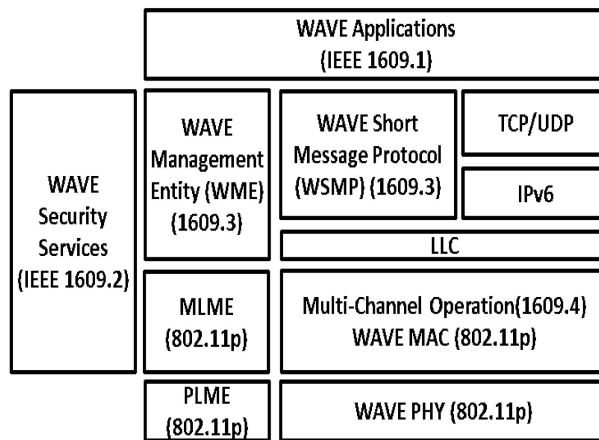 WAVE Applications
(IEEE 1609.1)
WAVE
Security
Services
(IEEE 1609.2)
WAVE
Management
Entity (WME)
(1609.3)
WAVE Short
Message Protocol
(WSMP) (1609.3)
TCP/UDP
IPv6
LLC
MLME
(802.11p)
Multi-Channel Operation(1609.4)
WAVE MAC (802.11p)
PLME
(802.11p)
WAVE PHY (802.11p)